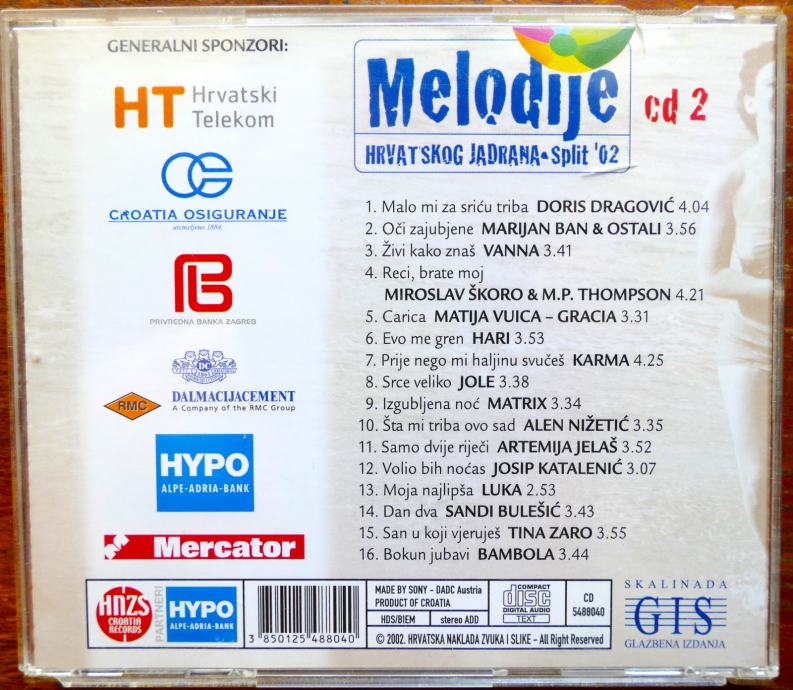 GENERALNI SPONZORI:
HT Hrvatski
Telekom
CROATIA OSIGURANJE
utemeljeno 1884.
PRIVREDNA BANKA ZAGREB
DC
RMC
DALMACIJACEMENT
A Company of the RMC Group
HYPO
ALPE-ADRIA-BANK
Mercator
Melodije
HRVATSKOG JADRANA•Split '02
cd 2
1. Malo mi za sriću triba DORIS DRAGOVIĆ 4.04
2. Oči zajubjene MARIJAN BAN & OSTALI 3.56
3. Živi kako znaš VANNA 3.41
4. Reci, brate moj
MIROSLAV ŠKORO & M.P. THOMPSON 4.21
5. Carica MATIJA VUICA – GRACIA 3.31
6. Evo me gren HARI 3.53
7. Prije nego mi haljinu svučeš KARMA 4.25
8. Srce veliko JOLE 3.38
9. Izgubljena noć MATRIX 3.34
10. Šta mi triba ovo sad ALEN NIŽETIĆ 3.35
11. Samo dvije riječi ARTEMIJA JELAŠ 3.52
12. Volio bih noćas JOSIP KATALENIĆ 3.07
13. Moja najlipša LUKA 2.53
14. Dan dva SANDI BULEŠIĆ 3.43
15. San u koji vjeruješ TINA ZARO 3.55
16. Bokun jubavi BAMBOLA 3.44
HNZS
CROATIA
RECORDS
PARTNERI
HYPO
ALPE-ADRIA-BANK
3 850125 488040
MADE BY SONY - DADC Austria
PRODUCT OF CROATIA
HDS/BIEM
stereo ADD
COMPACT
disc
DIGITAL AUDIO
TEXT
CD
5488040
© 2002. HRVATSKA NAKLADA ZVUKA I SLIKE - All Right Reserved
SKALINADA
GIS
GLAZBENA IZDANJA